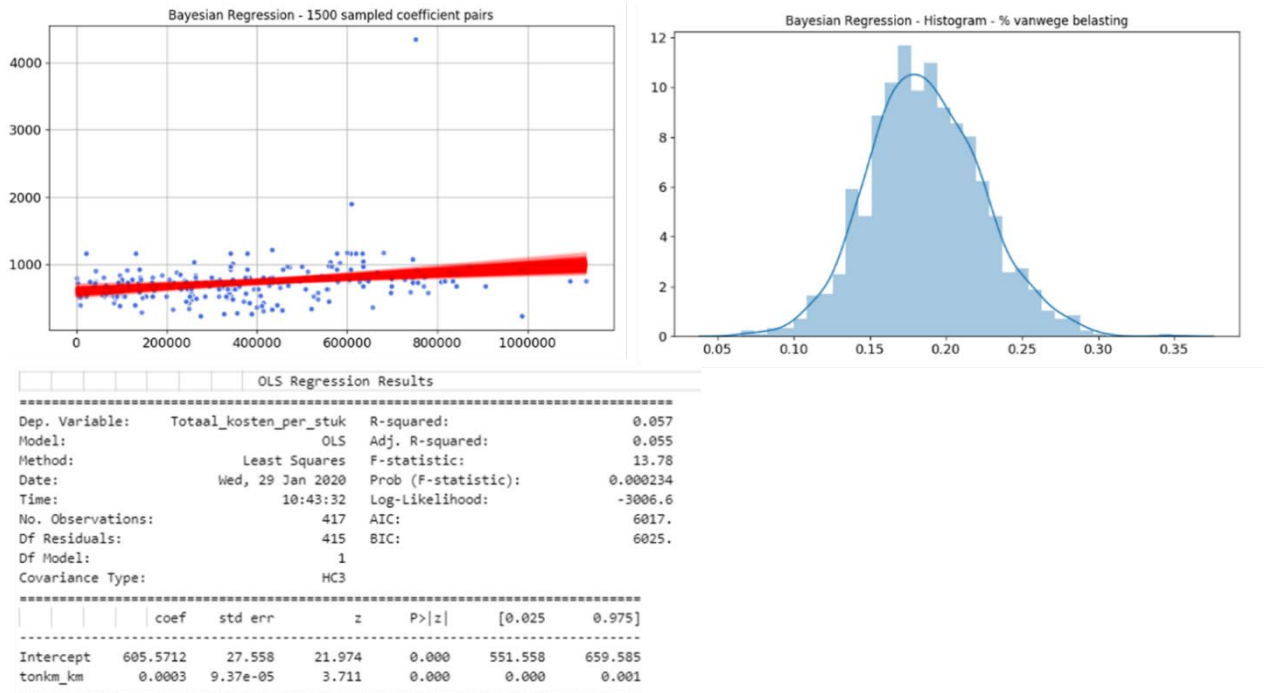 Bayesian Regression - 1500 sampled coefficient pairs
4000
3000
2000
1000
0 200000 400000 600000 800000 1000000
Bayesian Regression - Histogram - % vanwege belasting
12
10
8
6
4
2
0
0.05 0.10 0.15 0.20 0.25 0.30 0.35
OLS Regression Results
==============================================================================
Dep. Variable: Totaal_kosten_per_stuk R-squared: 0.057
Model: OLS Adj. R-squared: 0.055
Method: Least Squares F-statistic: 13.78
Date: Wed, 29 Jan 2020 Prob (F-statistic): 0.000234
Time: 10:43:32 Log-Likelihood: -3006.6
No. Observations: 417 AIC: 6017.
Df Residuals: 415 BIC: 6025.
Df Model: 1
Covariance Type: HC3
==============================================================================
coef std err z P>|z| [0.025 0.975]
------------------------------------------------------------------------------
Intercept 605.5712 27.558 21.974 0.000 551.558 659.585
tonkm_km 0.0003 9.37e-05 3.711 0.000 0.000 0.001